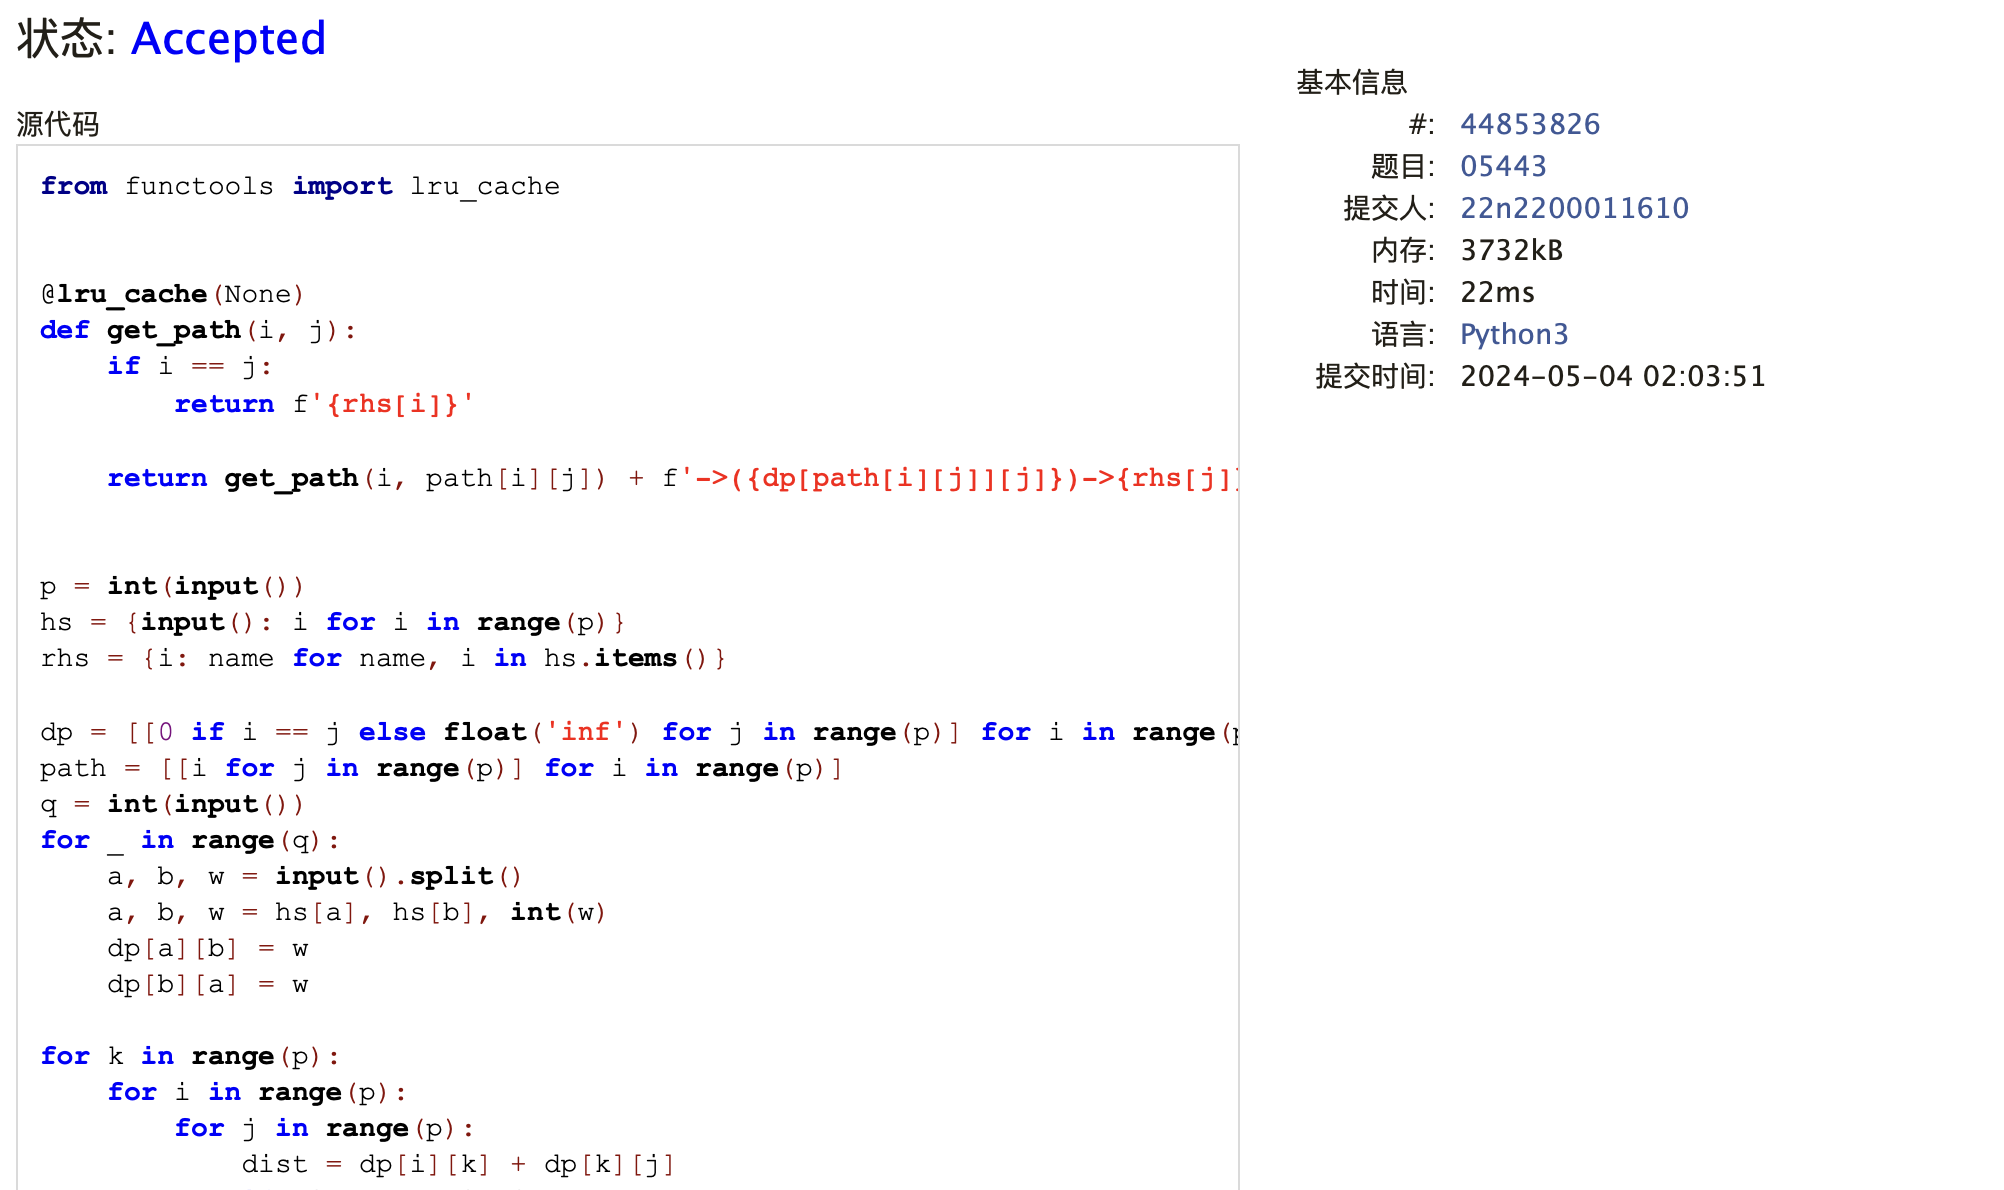 状态: Accepted
源代码
from functools import lru_cache
@lru_cache(None)
def get_path(i, j):
    if i == j:
        return f'{rhs[i]}'
    return get_path(i, path[i][j]) + f'->({dp[path[i][j]][j]})->{rhs[j]
p = int(input())
hs = {input(): i for i in range(p)}
rhs = {i: name for name, i in hs.items()}
dp = [[0 if i == j else float('inf') for j in range(p)] for i in range(p
path = [[i for j in range(p)] for i in range(p)]
q = int(input())
for _ in range(q):
    a, b, w = input().split()
    a, b, w = hs[a], hs[b], int(w)
    dp[a][b] = w
    dp[b][a] = w
for k in range(p):
    for i in range(p):
        for j in range(p):
            dist = dp[i][k] + dp[k][j]
基本信息
#: 44853826
题目: 05443
提交人: 22n2200011610
内存: 3732kB
时间: 22ms
语言: Python3
提交时间: 2024-05-04 02:03:51